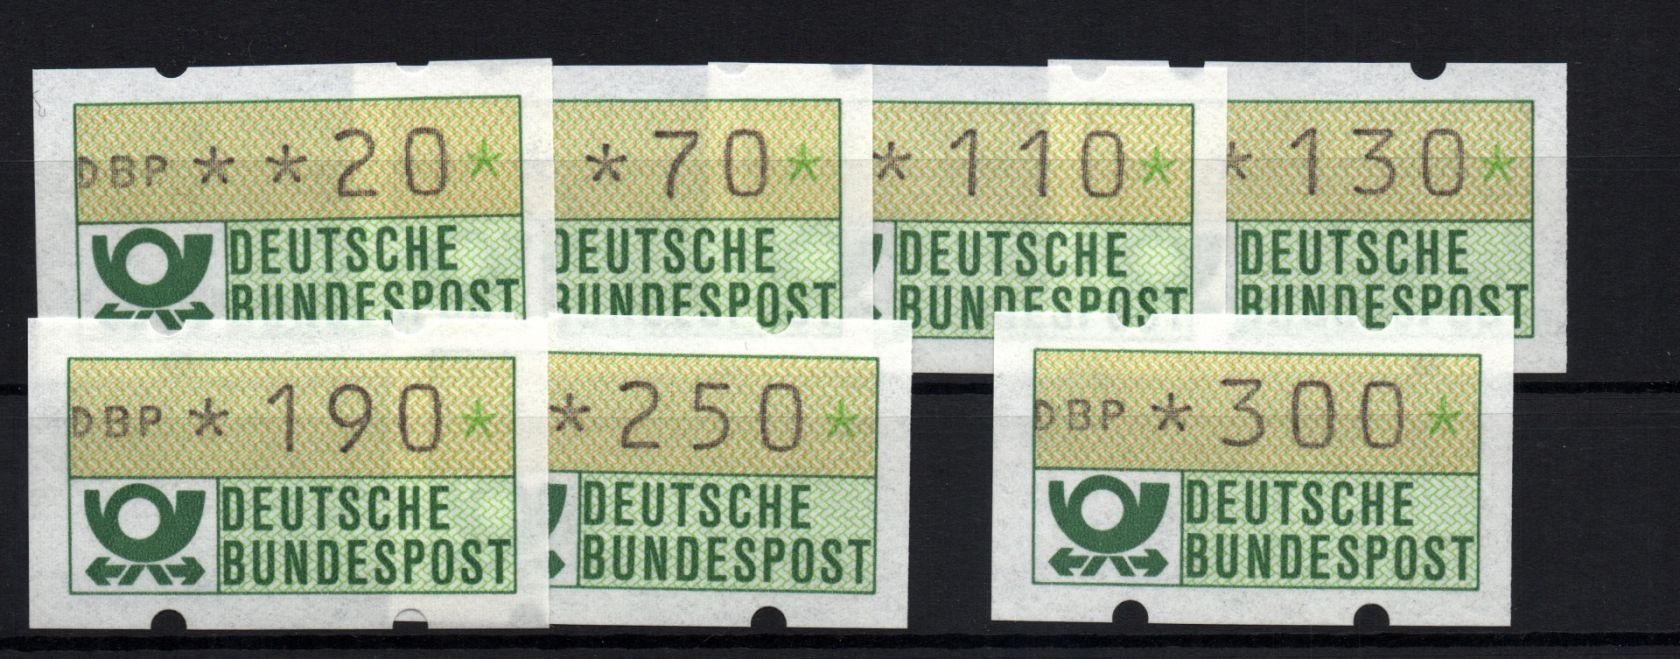 DBP **20*
DEUTSCHE
BUNDESPOST
*70*
DEUTSCHE
BUNDESPOST
*110*
DEUTSCHE
BUNDESPOST
*130*
DEUTSCHE
BUNDESPOST
DBP *190*
DEUTSCHE
BUNDESPOST
*250*
DEUTSCHE
BUNDESPOST
DBP *300*
DEUTSCHE
BUNDESPOST